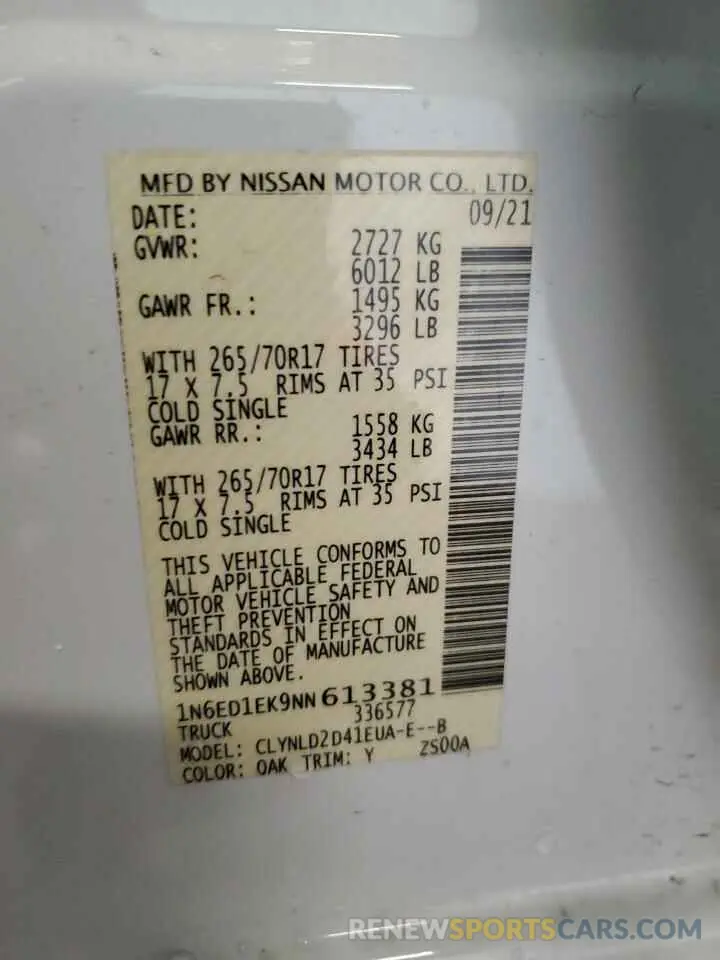 MFD BY NISSAN MOTOR CO., LTD.
DATE: 09/21
GVWR: 2727 KG
6012 LB
GAWR FR.: 1495 KG
3296 LB
WITH 265/70R17 TIRES
17 X 7.5 RIMS AT 35 PSI
COLD SINGLE
GAWR RR.: 1558 KG
3434 LB
WITH 265/70R17 TIRES
17 X 7.5 RIMS AT 35 PSI
COLD SINGLE
THIS VEHICLE CONFORMS TO
ALL APPLICABLE FEDERAL
MOTOR VEHICLE SAFETY AND
THEFT PREVENTION
STANDARDS IN EFFECT ON
THE DATE OF MANUFACTURE
SHOWN ABOVE.
1N6ED1EK9NN613381
TRUCK 336577
MODEL: CLYNLD2D41EUA-E--B
COLOR: QAK TRIM: Y ZS00A
RENEWSPORTSCARS.COM